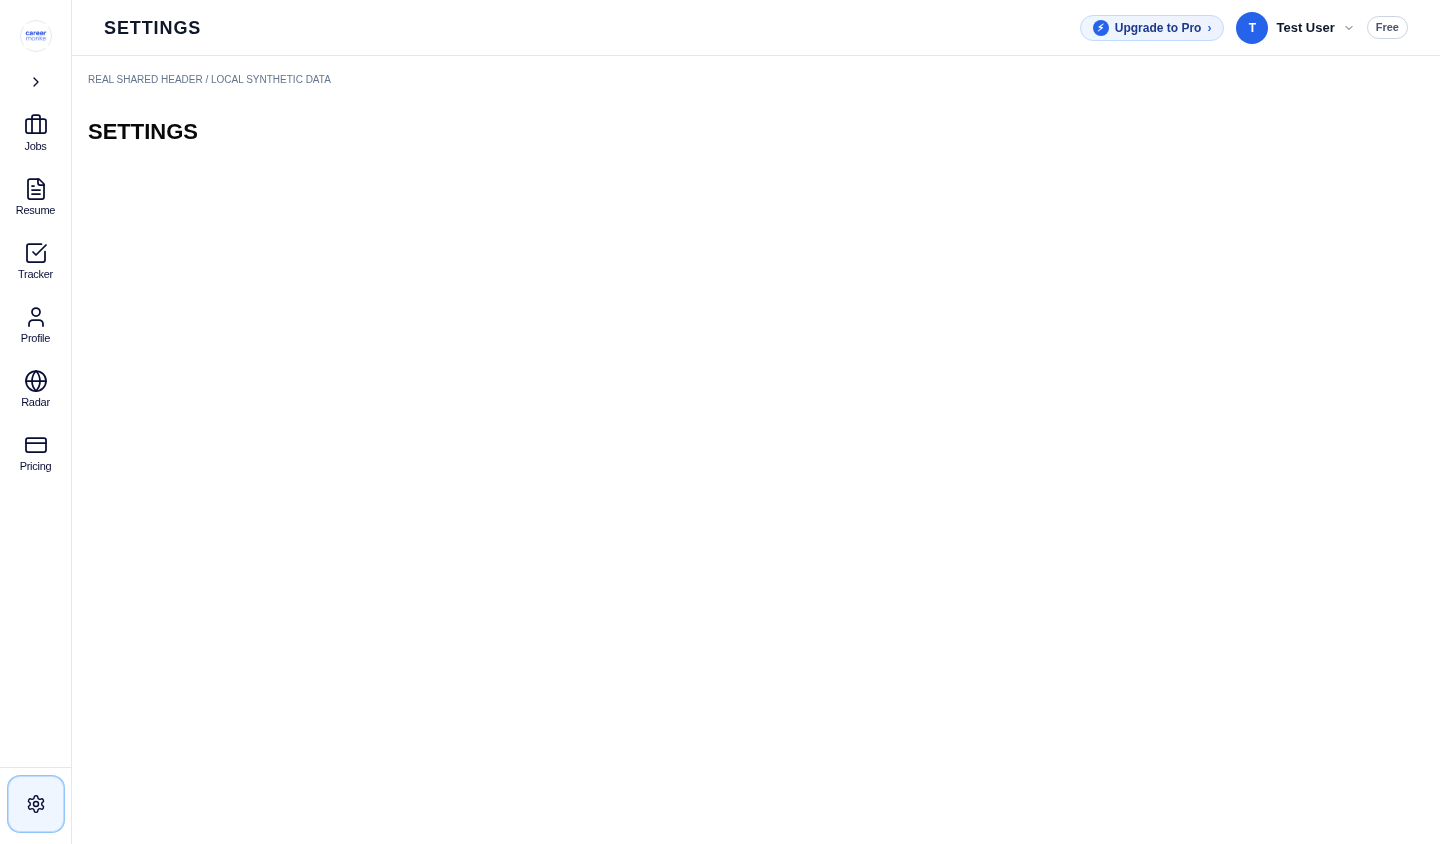 career
monke
SETTINGS
Upgrade to Pro ›
T
Test User
Free
REAL SHARED HEADER / LOCAL SYNTHETIC DATA
SETTINGS
Jobs
Resume
Tracker
Profile
Radar
Pricing